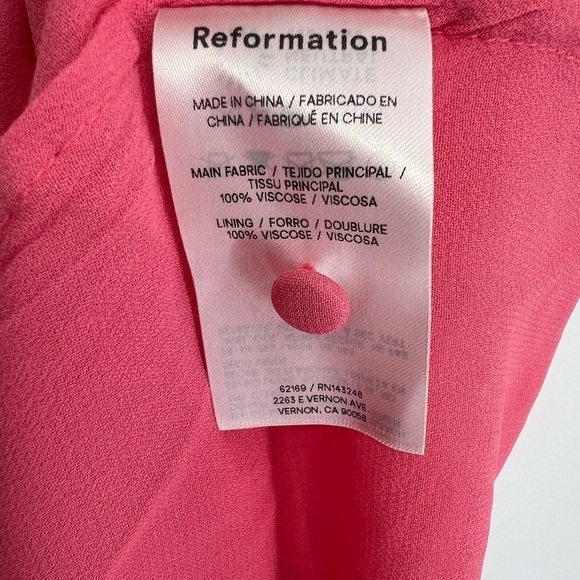 Reformation
MADE IN CHINA / FABRICADO EN
CHINA / FABRIQUÉ EN CHINE
MAIN FABRIC / TEJIDO PRINCIPAL /
TISSU PRINCIPAL
100% VISCOSE / VISCOSA
LINING / FORRO / DOUBLURE
100% VISCOSE / VISCOSA
62169 / RN143248
2263 E VERNON AVE.
VERNON, CA 90058